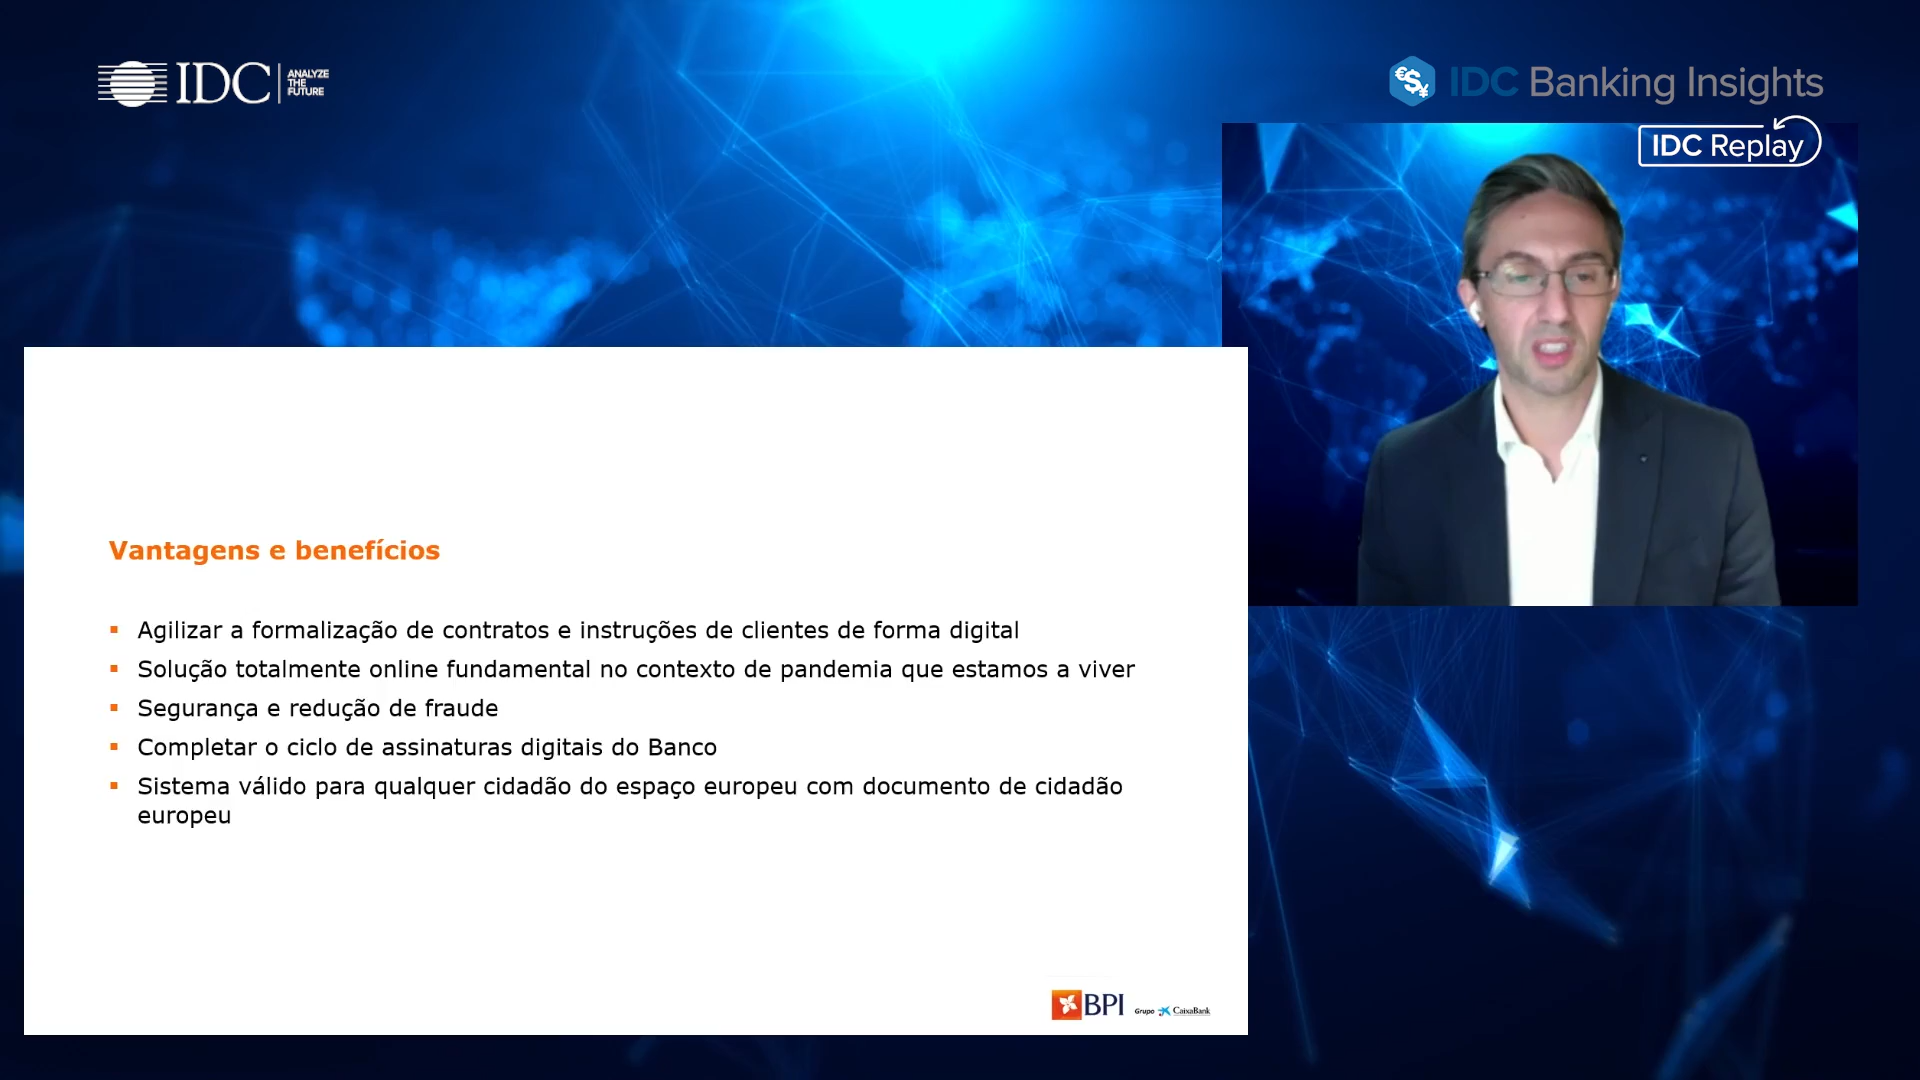 IDC ANALYZE
THE
FUTURE
IDC Banking Insights
IDC Replay
Vantagens e benefícios
Agilizar a formalização de contratos e instruções de clientes de forma digital
Solução totalmente online fundamental no contexto de pandemia que estamos a viver
Segurança e redução de fraude
Completar o ciclo de assinaturas digitais do Banco
Sistema válido para qualquer cidadão do espaço europeu com documento de cidadão
europeu
BPI Grupo CaixaBank